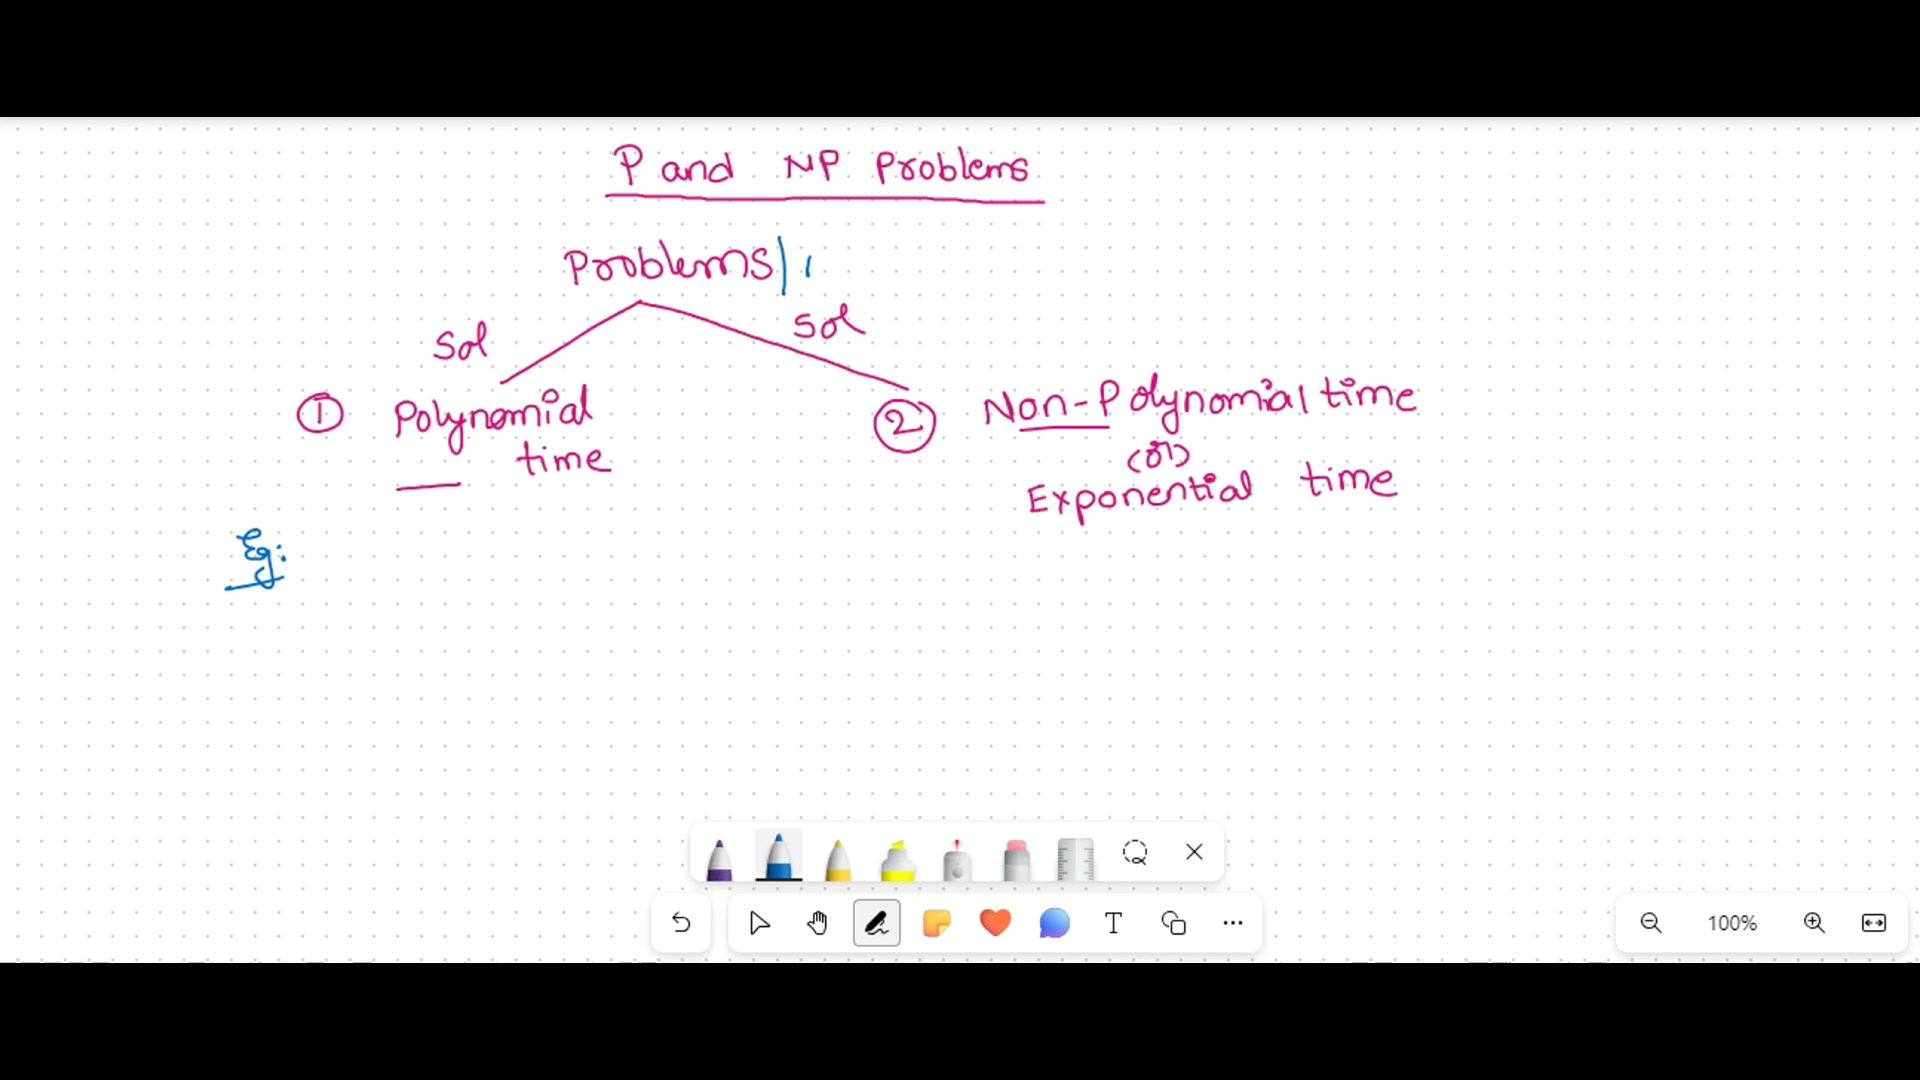 P and NP Problems
Problems
Sol
Sol
① Polynomial time
② Non-Polynomial time
(or)
Exponential time
Eg:
T
100%